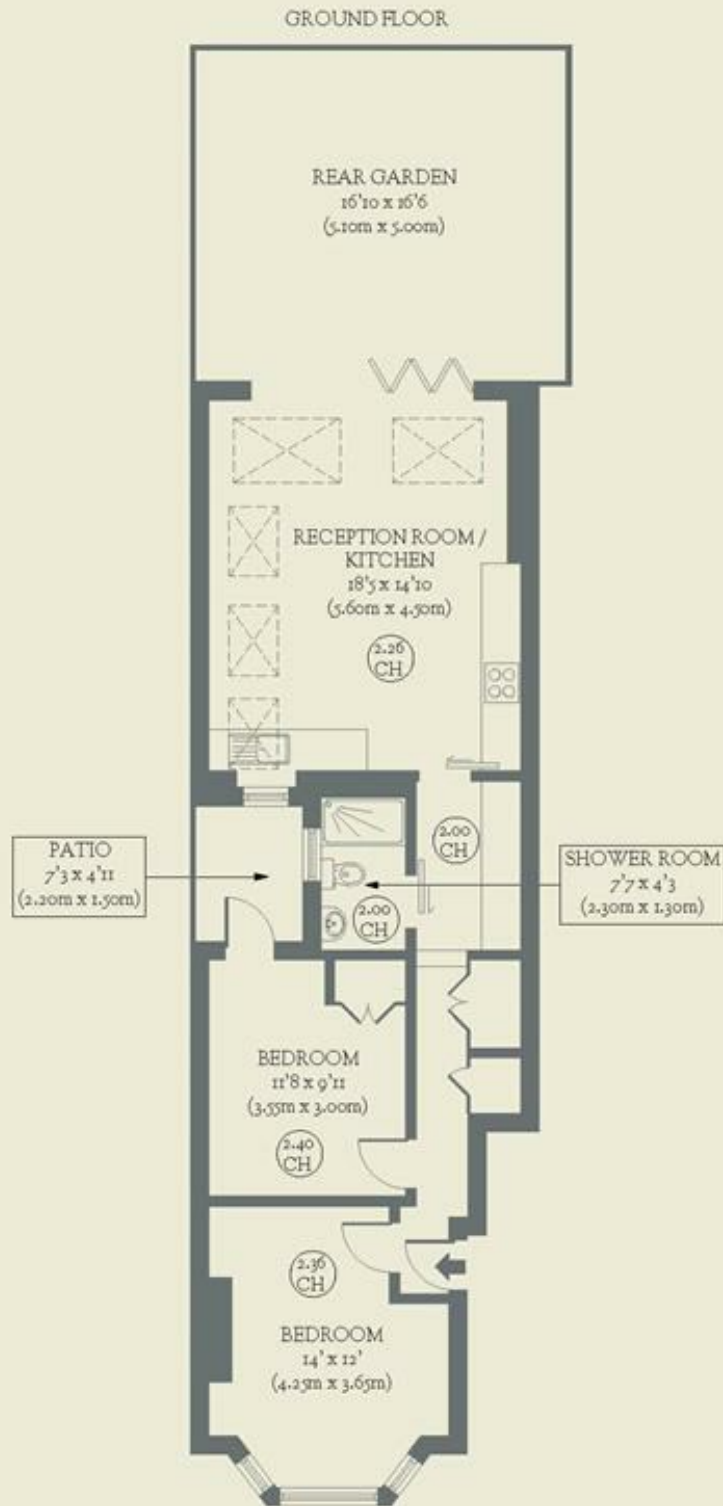 GROUND FLOOR
REAR GARDEN
16'10 x 16'6
(5.10m x 5.00m)
RECEPTION ROOM /
KITCHEN
18'5 x 14'10
(5.60m x 4.50m)
2.26
CH
2.00
CH
PATIO
7'3 x 4'11
(2.20m x 1.50m)
SHOWER ROOM
7'7 x 4'3
(2.30m x 1.30m)
2.00
CH
BEDROOM
11'8 x 9'11
(3.55m x 3.00m)
2.40
CH
2.36
CH
BEDROOM
14' x 12'
(4.25m x 3.65m)